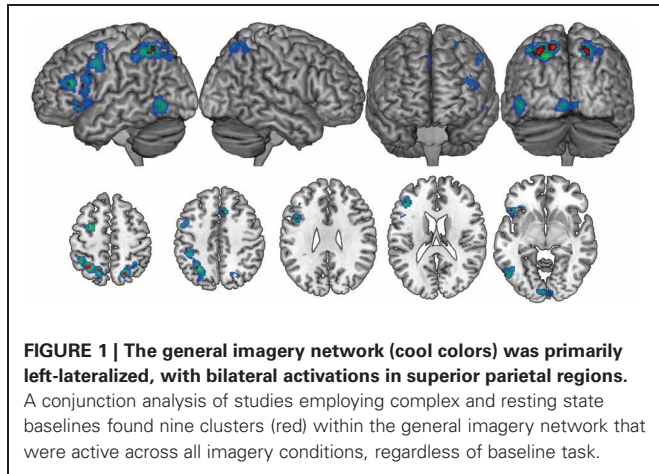 FIGURE 1 | The general imagery network (cool colors) was primarily
left-lateralized, with bilateral activations in superior parietal regions.
A conjunction analysis of studies employing complex and resting state
baselines found nine clusters (red) within the general imagery network that
were active across all imagery conditions, regardless of baseline task.